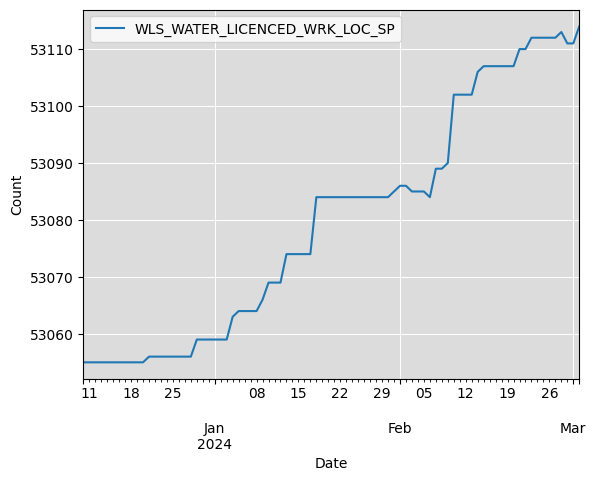 WLS_WATER_LICENCED_WRK_LOC_SP
53110
53100
53090
53080
53070
53060
Count
11 18 25 08 15 22 29 05 12 19 26
Jan Feb Mar
2024
Date